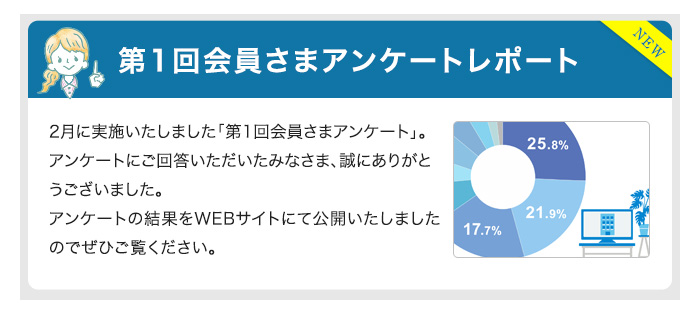 第1回会員さまアンケートレポート
NEW
2月に実施いたしました「第1回会員さまアンケート」。
アンケートにご回答いただいたみなさま、誠にありがと
うございました。
アンケートの結果をWEBサイトにて公開いたしました
のでぜひご覧ください。
25.8%
21.9%
17.7%